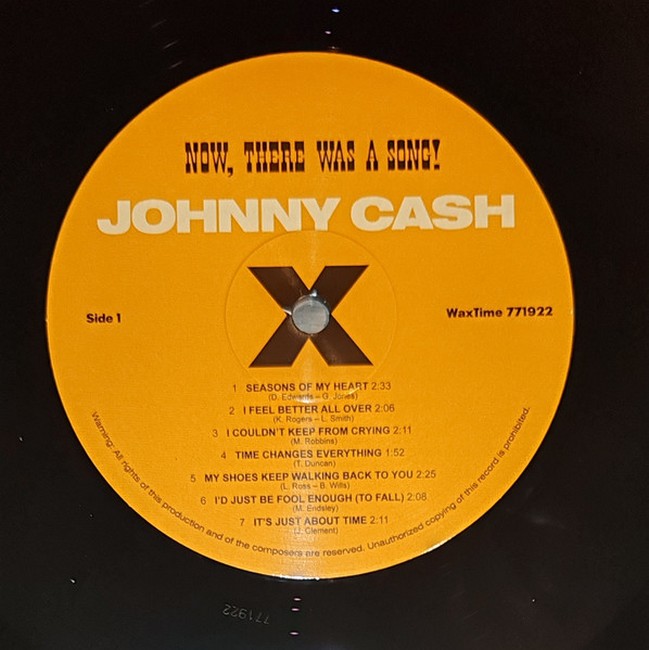 NOW, THERE WAS A SONG!
JOHNNY CASH
X
Side 1
WaxTime 771922
1 SEASONS OF MY HEART 2:33
(D. Edwards – G. Jones)
2 I FEEL BETTER ALL OVER 2:06
(K. Rogers – L. Smith)
3 I COULDN'T KEEP FROM CRYING 2:11
(M. Robbins)
4 TIME CHANGES EVERYTHING 1:52
(T. Duncan)
5 MY SHOES KEEP WALKING BACK TO YOU 2:25
(L. Ross – B. Wills)
6 I'D JUST BE FOOL ENOUGH (TO FALL) 2:08
(M. Endsley)
7 IT'S JUST ABOUT TIME 2:11
(J. Clement)
Warning: All rights of this production and of the composers are reserved. Unauthorized copying of this record is prohibited.
771922